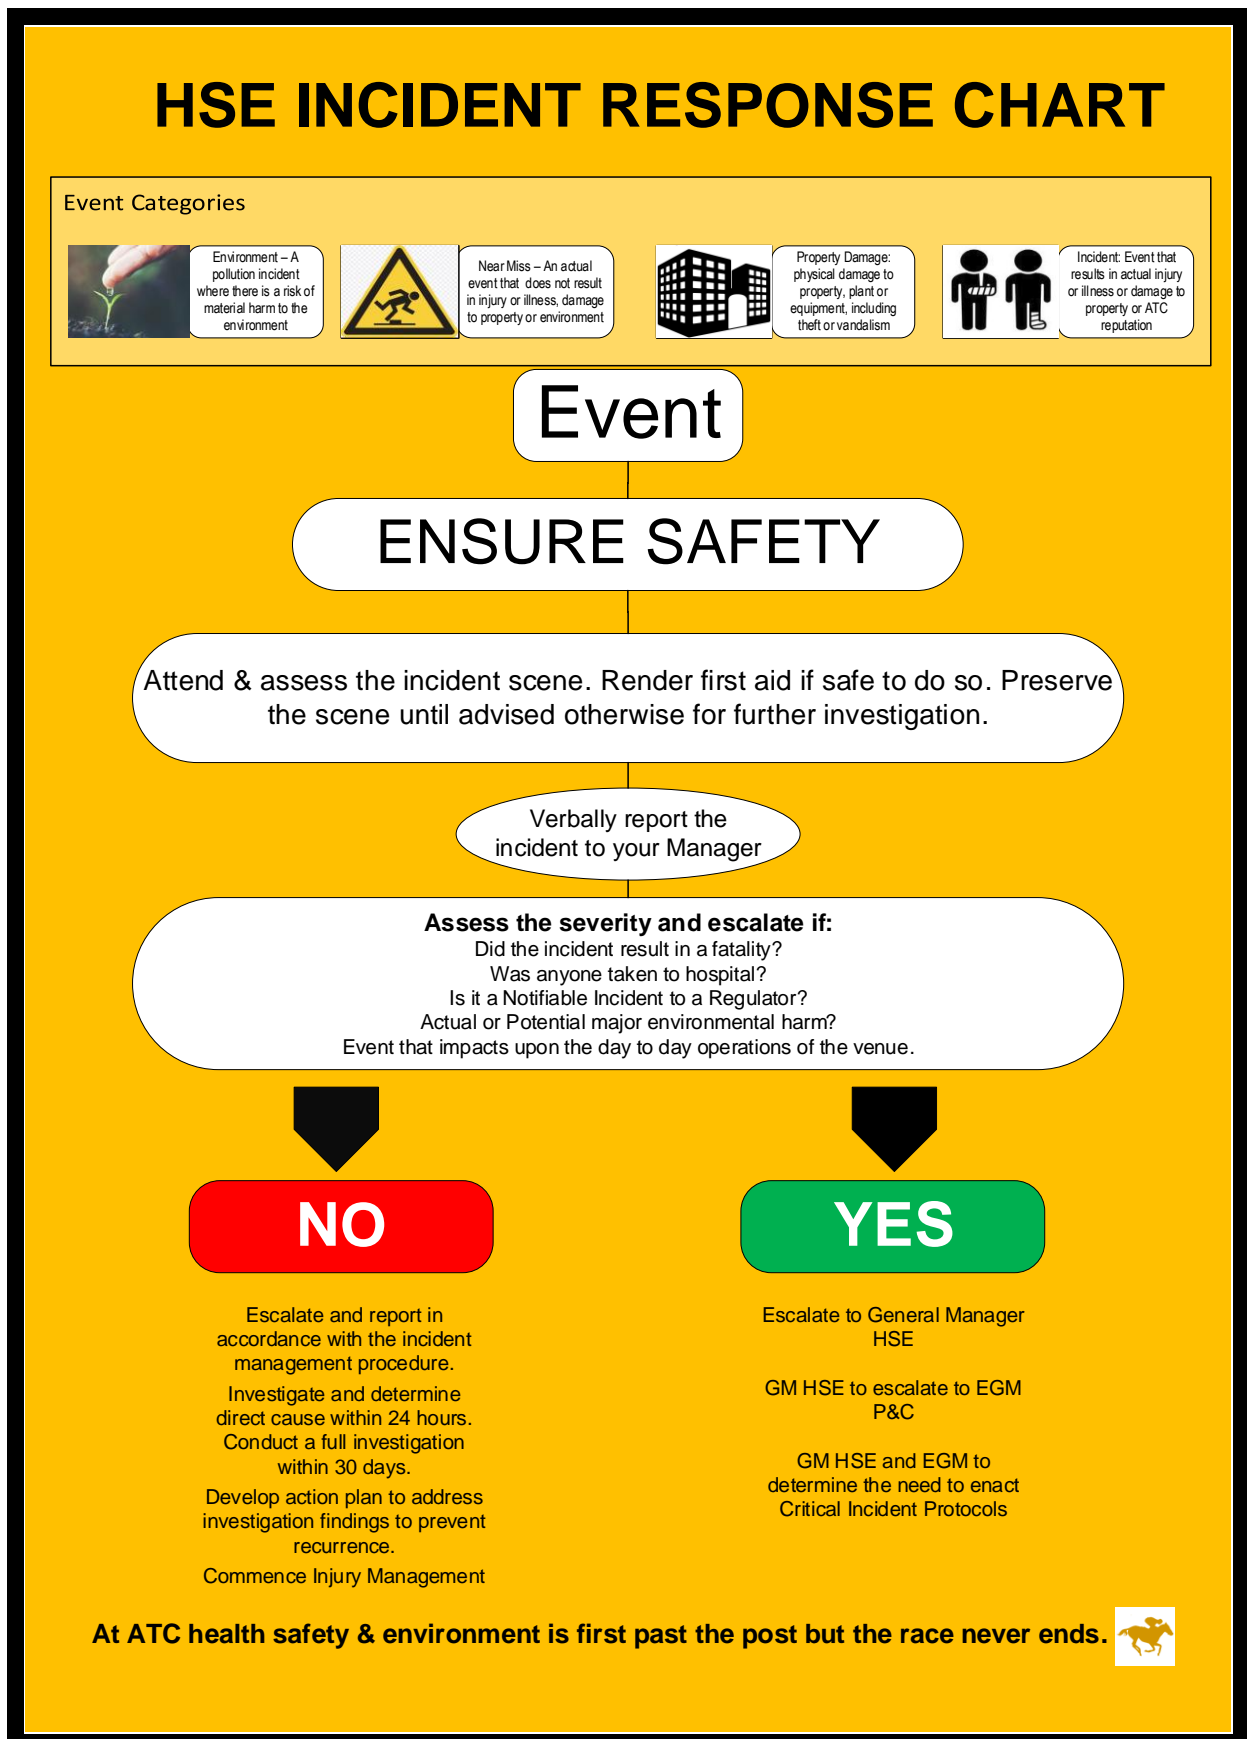 HSE INCIDENT RESPONSE CHART
Event Categories
Environment – A
pollution incident
where there is a risk of
material harm to the
environment
Near Miss – An actual
event that does not result
in injury or illness, damage
to property or environment
Property Damage:
physical damage to
property, plant or
equipment, including
theft or vandalism
Incident: Event that
results in actual injury
or illness or damage to
property or ATC
reputation
Event
ENSURE SAFETY
Attend & assess the incident scene. Render first aid if safe to do so. Preserve
the scene until advised otherwise for further investigation.
Verbally report the
incident to your Manager
Assess the severity and escalate if:
Did the incident result in a fatality?
Was anyone taken to hospital?
Is it a Notifiable Incident to a Regulator?
Actual or Potential major environmental harm?
Event that impacts upon the day to day operations of the venue.
NO
Escalate and report in
accordance with the incident
management procedure.
Investigate and determine
direct cause within 24 hours.
Conduct a full investigation
within 30 days.
Develop action plan to address
investigation findings to prevent
recurrence.
Commence Injury Management
YES
Escalate to General Manager
HSE
GM HSE to escalate to EGM
P&C
GM HSE and EGM to
determine the need to enact
Critical Incident Protocols
At ATC health safety & environment is first past the post but the race never ends.